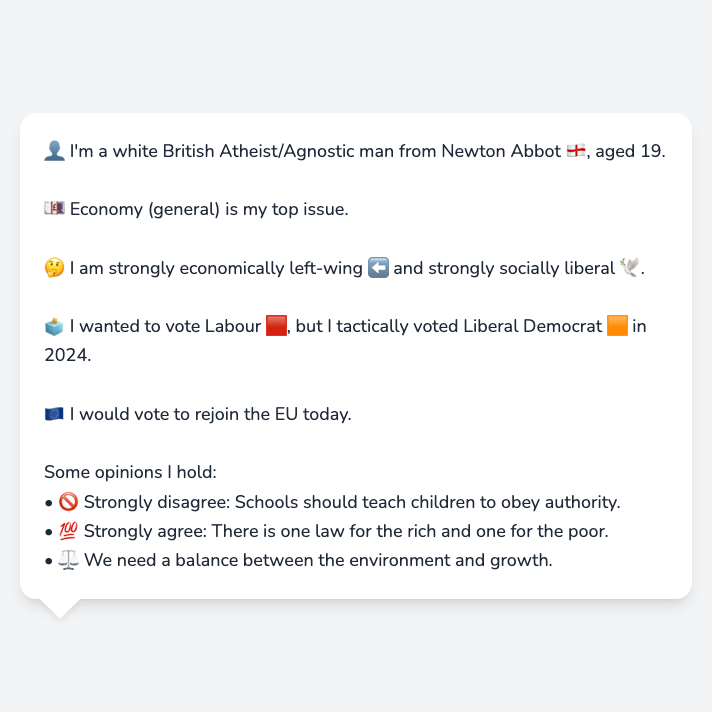 👤 I'm a white British Atheist/Agnostic man from Newton Abbot 🏴󠁧󠁢󠁥󠁮󠁧󠁿, aged 19.
💷 Economy (general) is my top issue.
🤔 I am strongly economically left-wing ⬅️ and strongly socially liberal 🕊️.
🗳️ I wanted to vote Labour 🟥, but I tactically voted Liberal Democrat 🟧 in
2024.
🇪🇺 I would vote to rejoin the EU today.
Some opinions I hold:
• 🚫 Strongly disagree: Schools should teach children to obey authority.
• 💯 Strongly agree: There is one law for the rich and one for the poor.
• ⚖️ We need a balance between the environment and growth.